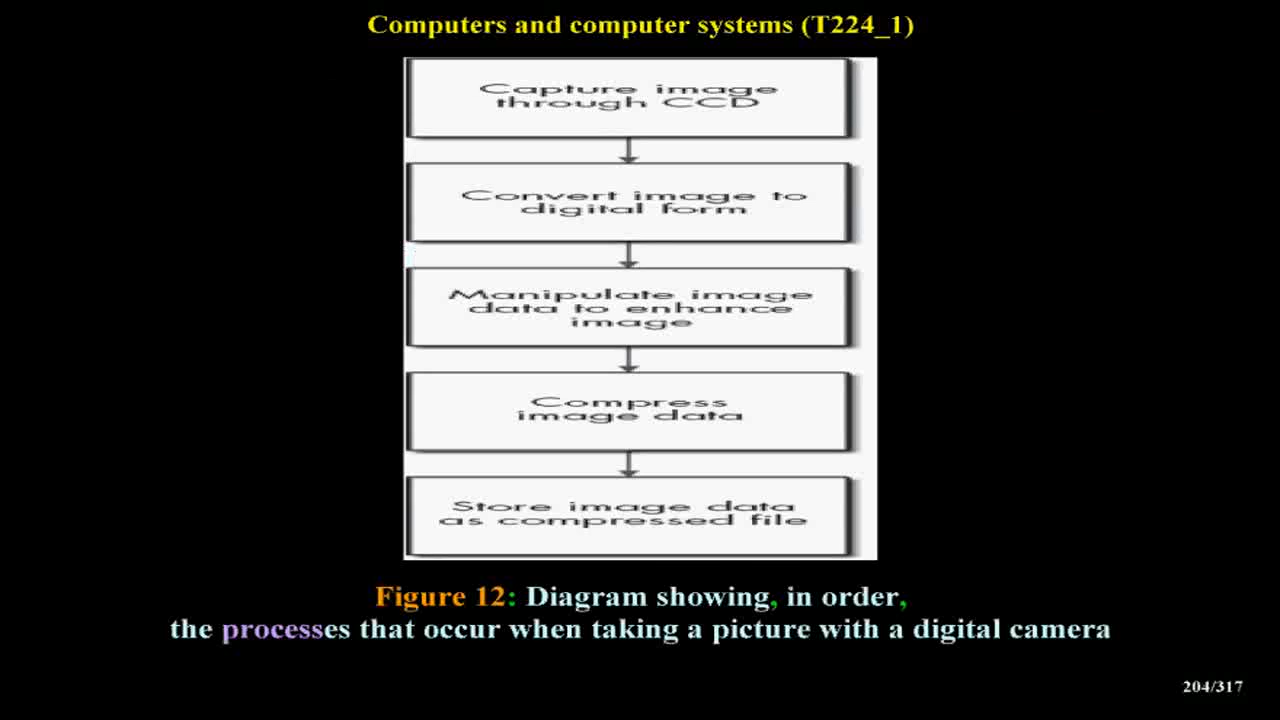 Computers and computer systems (T224_1)
Capture image
through CCD
Convert image to
digital form
Manipulate image
data to enhance
image
Compress
image data
Store image data
as compressed file
Figure 12: Diagram showing, in order,
the processes that occur when taking a picture with a digital camera
204/317